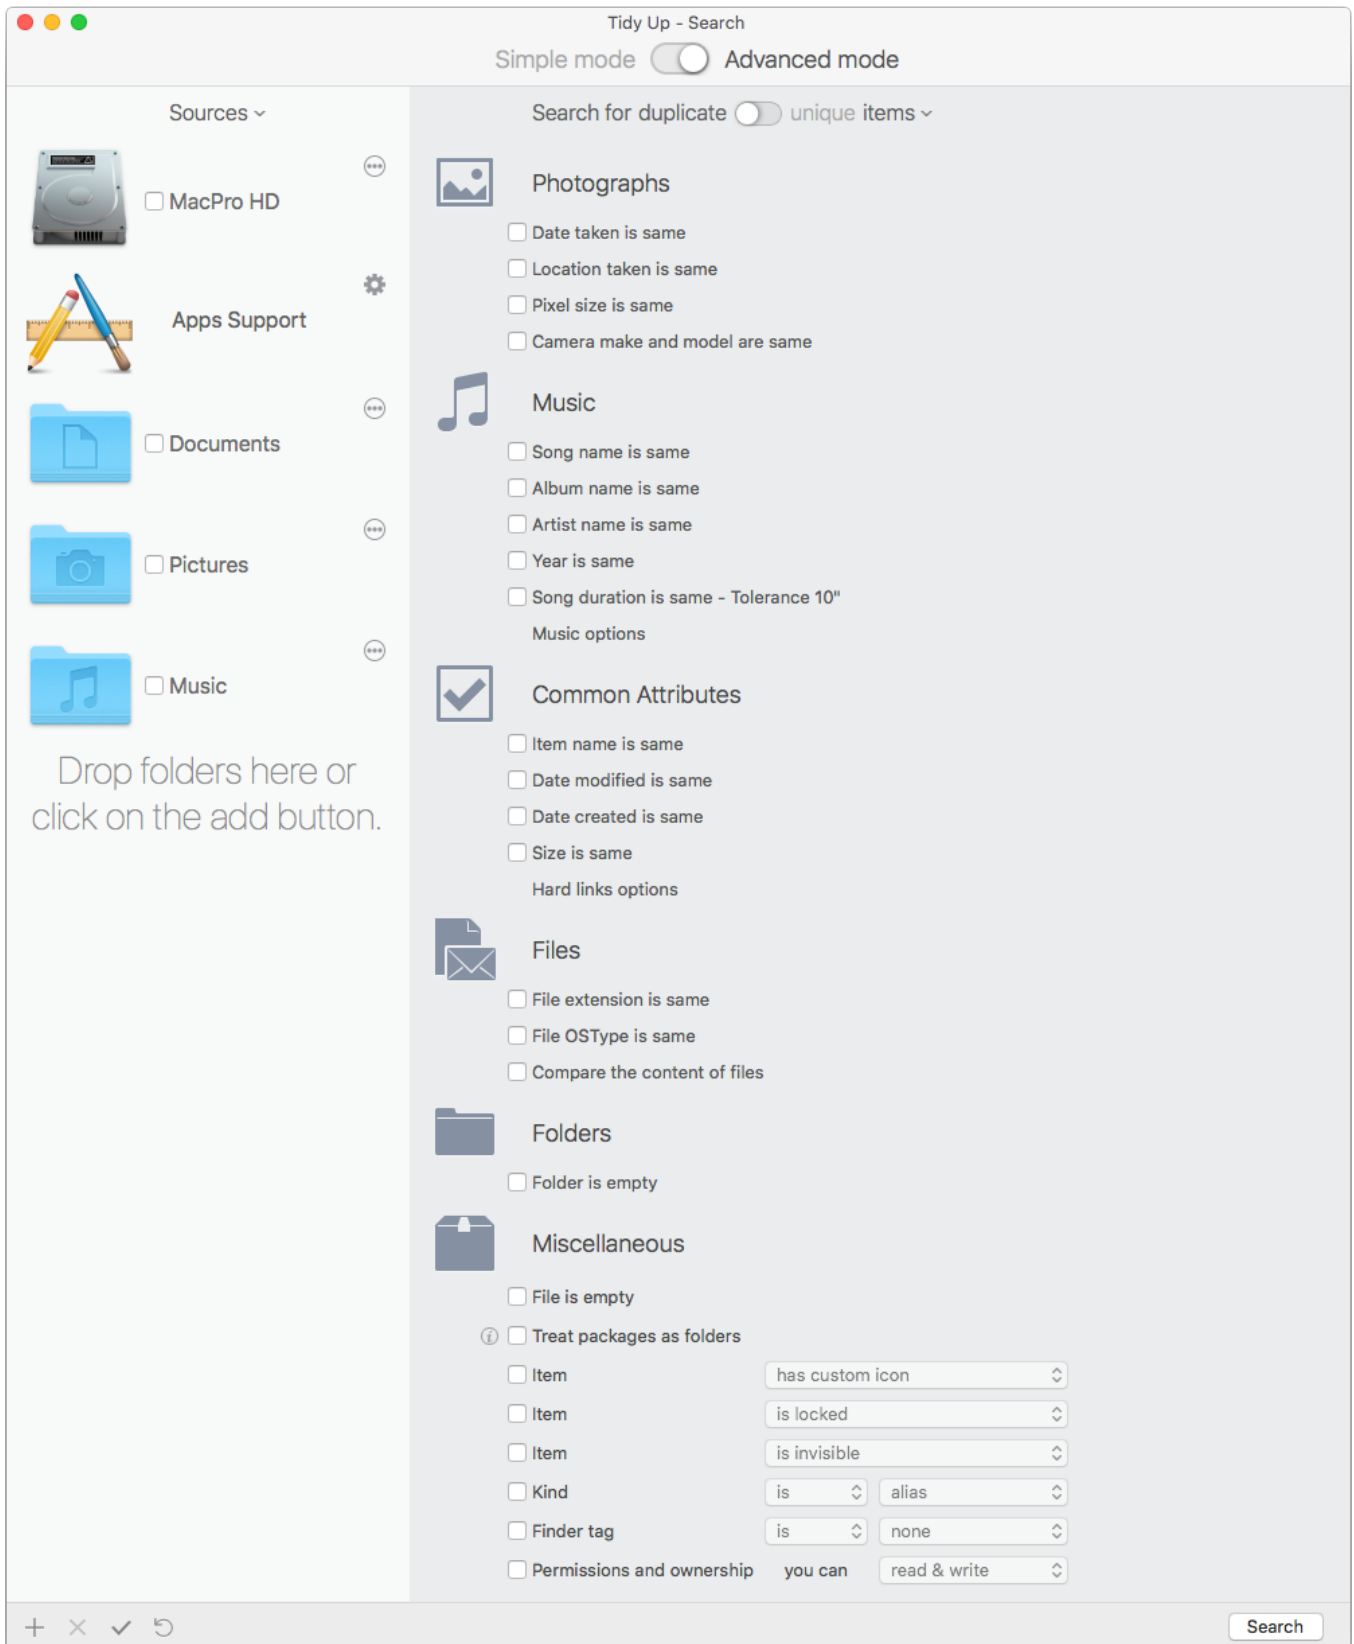 Tidy Up - Search
Simple mode Advanced mode
Sources
MacPro HD
Apps Support
Documents
Pictures
Music
Drop folders here or
click on the add button.
Search for duplicate unique items
Photographs
Date taken is same
Location taken is same
Pixel size is same
Camera make and model are same
Music
Song name is same
Album name is same
Artist name is same
Year is same
Song duration is same - Tolerance 10"
Music options
Common Attributes
Item name is same
Date modified is same
Date created is same
Size is same
Hard links options
Files
File extension is same
File OSType is same
Compare the content of files
Folders
Folder is empty
Miscellaneous
File is empty
Treat packages as folders
Item has custom icon
Item is locked
Item is invisible
Kind is alias
Finder tag is none
Permissions and ownership you can read & write
Search